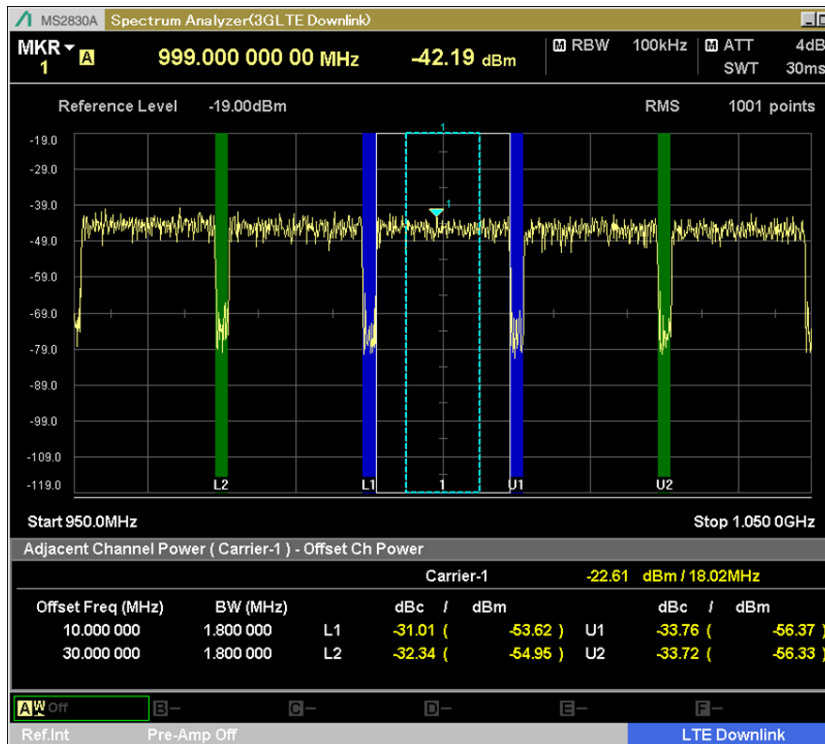 MS2830A Spectrum Analyzer(3GLTE Downlink)
MKR 1 A 999.000 000 00 MHz -42.19 dBm M RBW 100kHz M ATT 4dB
SWT 30ms
Reference Level -19.00dBm RMS 1001 points
1
-19.0
-29.0
-39.0
1
-49.0
-59.0
-69.0
-79.0
-89.0
-99.0
-109.0
-119.0
L2 L1 1 U1 U2
Start 950.0MHz Stop 1.050 0GHz
Adjacent Channel Power ( Carrier-1 ) - Offset Ch Power
Carrier-1 -22.61 dBm / 18.02MHz
Offset Freq (MHz) BW (MHz) dBc / dBm dBc / dBm
10.000 000 1.800 000 L1 -31.01 ( -53.62 ) U1 -33.76 ( -56.37 )
30.000 000 1.800 000 L2 -32.34 ( -54.95 ) U2 -33.72 ( -56.33 )
A W Off B- C- D- E- F-
Ref.Int Pre-Amp Off LTE Downlink